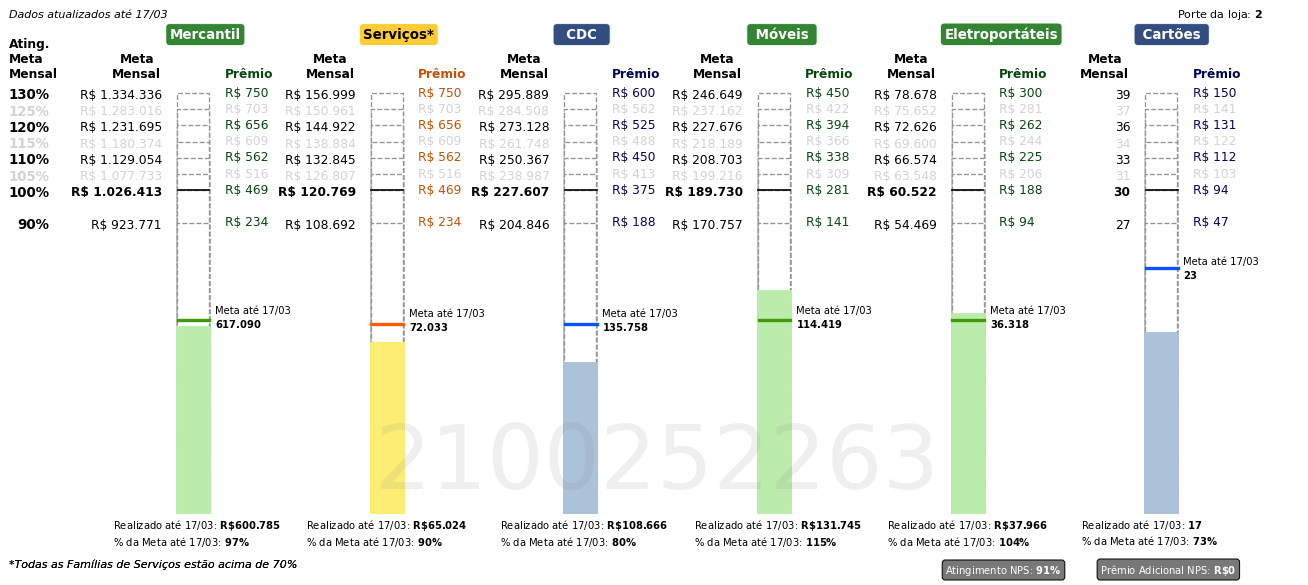 Dados atualizados até 17/03 Porte da loja: 2
Mercantil Serviços* CDC Móveis Eletroportáteis Cartões
Ating. Meta Mensal Meta Mensal Prêmio Meta Mensal Prêmio Meta Mensal Prêmio Meta Mensal Prêmio Meta Mensal Prêmio Meta Mensal Prêmio
130% R$ 1.334.336 R$ 750 R$ 156.999 R$ 750 R$ 295.889 R$ 600 R$ 246.649 R$ 450 R$ 78.678 R$ 300 39 R$ 150
125% R$ 1.283.016 R$ 703 R$ 150.961 R$ 703 R$ 284.508 R$ 562 R$ 237.162 R$ 422 R$ 75.652 R$ 281 37 R$ 141
120% R$ 1.231.695 R$ 656 R$ 144.922 R$ 656 R$ 273.128 R$ 525 R$ 227.676 R$ 394 R$ 72.626 R$ 262 36 R$ 131
115% R$ 1.180.374 R$ 609 R$ 138.884 R$ 609 R$ 261.748 R$ 488 R$ 218.189 R$ 366 R$ 69.600 R$ 244 34 R$ 122
110% R$ 1.129.054 R$ 562 R$ 132.845 R$ 562 R$ 250.367 R$ 450 R$ 208.703 R$ 338 R$ 66.574 R$ 225 33 R$ 112
105% R$ 1.077.733 R$ 516 R$ 126.807 R$ 516 R$ 238.987 R$ 413 R$ 199.216 R$ 309 R$ 63.548 R$ 206 31 R$ 103
100% R$ 1.026.413 R$ 469 R$ 120.769 R$ 469 R$ 227.607 R$ 375 R$ 189.730 R$ 281 R$ 60.522 R$ 188 30 R$ 94
90% R$ 923.771 R$ 234 R$ 108.692 R$ 234 R$ 204.846 R$ 188 R$ 170.757 R$ 141 R$ 54.469 R$ 94 27 R$ 47
Meta até 17/03
23
Meta até 17/03 Meta até 17/03 Meta até 17/03 Meta até 17/03 Meta até 17/03
617.090 72.033 135.758 114.419 36.318
2100252263
Realizado até 17/03: R$600.785 Realizado até 17/03: R$65.024 Realizado até 17/03: R$108.666 Realizado até 17/03: R$131.745 Realizado até 17/03: R$37.966 Realizado até 17/03: 17
% da Meta até 17/03: 97% % da Meta até 17/03: 90% % da Meta até 17/03: 80% % da Meta até 17/03: 115% % da Meta até 17/03: 104% % da Meta até 17/03: 73%
*Todas as Famílias de Serviços estão acima de 70% Atingimento NPS: 91% Prêmio Adicional NPS: R$0